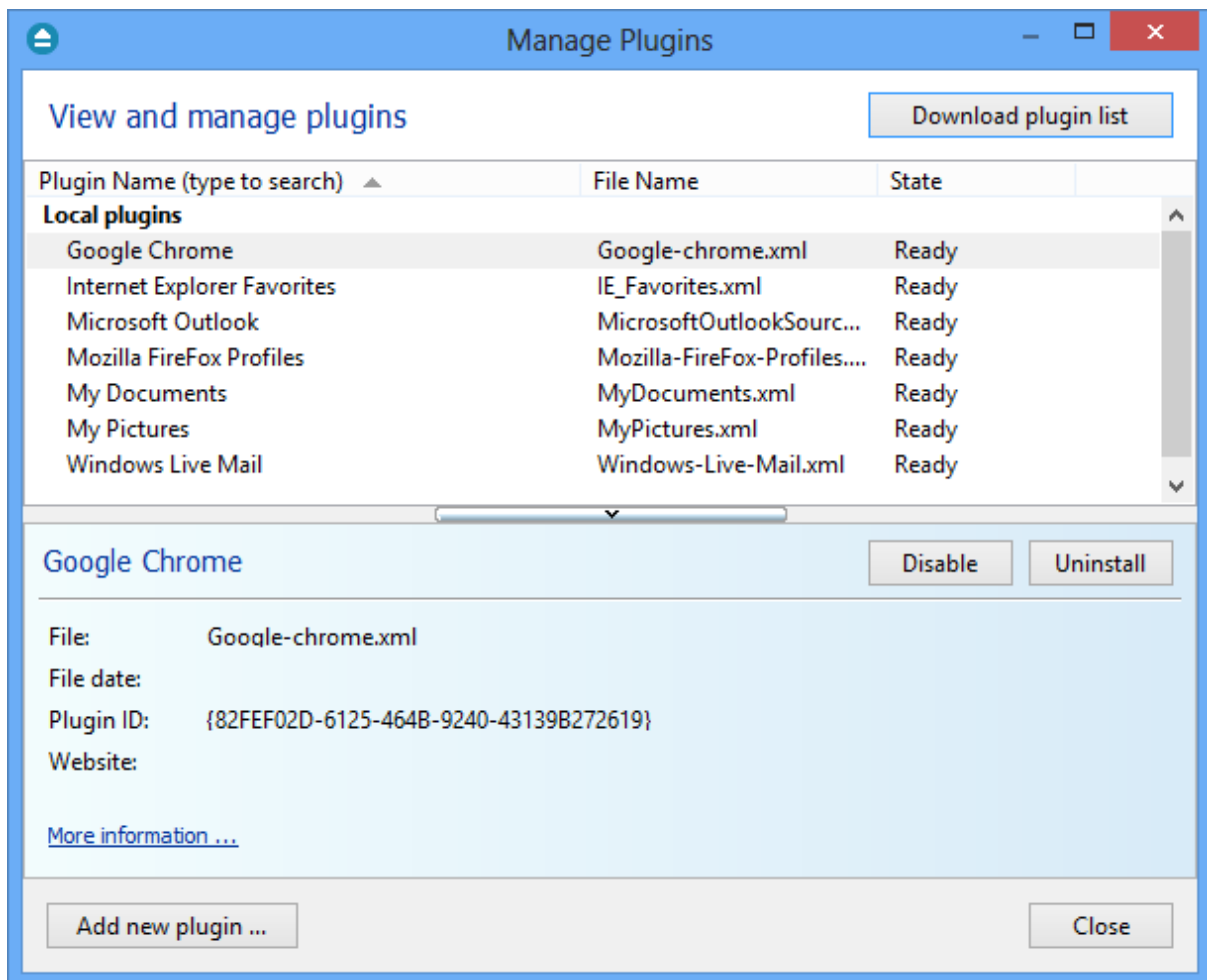 Manage Plugins
View and manage plugins Download plugin list
Plugin Name (type to search) File Name State
Local plugins
Google Chrome Google-chrome.xml Ready
Internet Explorer Favorites IE_Favorites.xml Ready
Microsoft Outlook MicrosoftOutlookSourc... Ready
Mozilla FireFox Profiles Mozilla-FireFox-Profiles.... Ready
My Documents MyDocuments.xml Ready
My Pictures MyPictures.xml Ready
Windows Live Mail Windows-Live-Mail.xml Ready
Google Chrome Disable Uninstall
File: Google-chrome.xml
File date:
Plugin ID: {82FEF02D-6125-464B-9240-43139B272619}
Website:
More information ...
Add new plugin ... Close